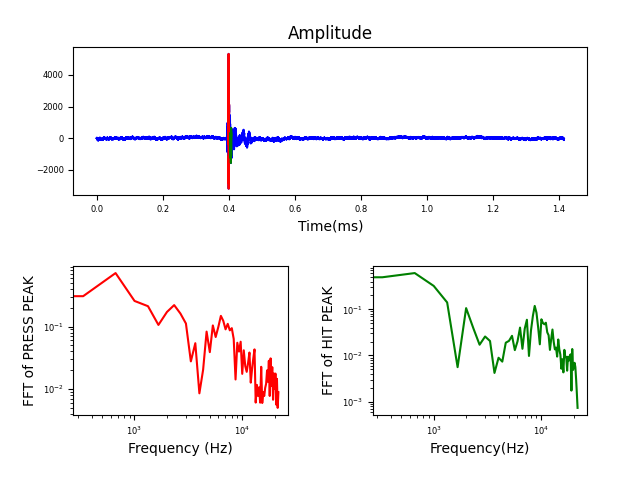 Amplitude
4000
2000
0
−2000
0.0 0.2 0.4 0.6 0.8 1.0 1.2 1.4
Time(ms)
FFT of PRESS PEAK
10⁻¹
10⁻²
10³ 10⁴
Frequency (Hz)
FFT of HIT PEAK
10⁻¹
10⁻²
10⁻³
10³ 10⁴
Frequency(Hz)